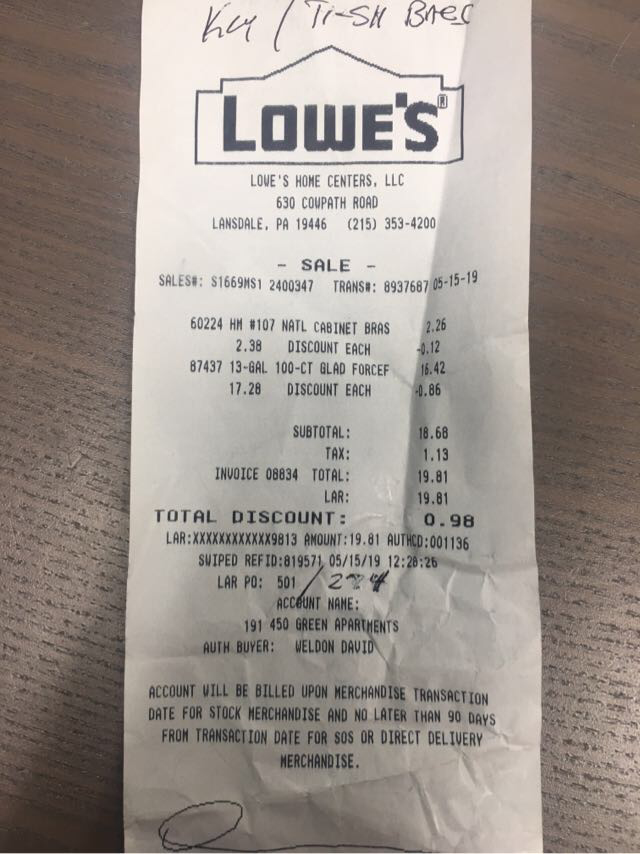 Key / Tr-sh Bags
LOWE'S®
LOWE'S HOME CENTERS, LLC
630 COWPATH ROAD
LANSDALE, PA 19446 (215) 353-4200
- SALE -
SALES#: S1669MS1 2400347 TRANS#: 8937687 05-15-19
60224 HM #107 NATL CABINET BRAS 2.26
2.38 DISCOUNT EACH -0.12
87437 13-GAL 100-CT GLAD FORCEF 16.42
17.28 DISCOUNT EACH -0.86
SUBTOTAL: 18.68
TAX: 1.13
INVOICE 08834 TOTAL: 19.81
LAR: 19.81
TOTAL DISCOUNT: 0.98
LAR:XXXXXXXXXXXX9813 AMOUNT:19.81 AUTHCD:001136
SWIPED REFID:819571 05/15/19 12:28:26
LAR PO: 501 / 224
ACCOUNT NAME:
191 450 GREEN APARTMENTS
AUTH BUYER: WELDON DAVID
ACCOUNT WILL BE BILLED UPON MERCHANDISE TRANSACTION
DATE FOR STOCK MERCHANDISE AND NO LATER THAN 90 DAYS
FROM TRANSACTION DATE FOR SOS OR DIRECT DELIVERY
MERCHANDISE.